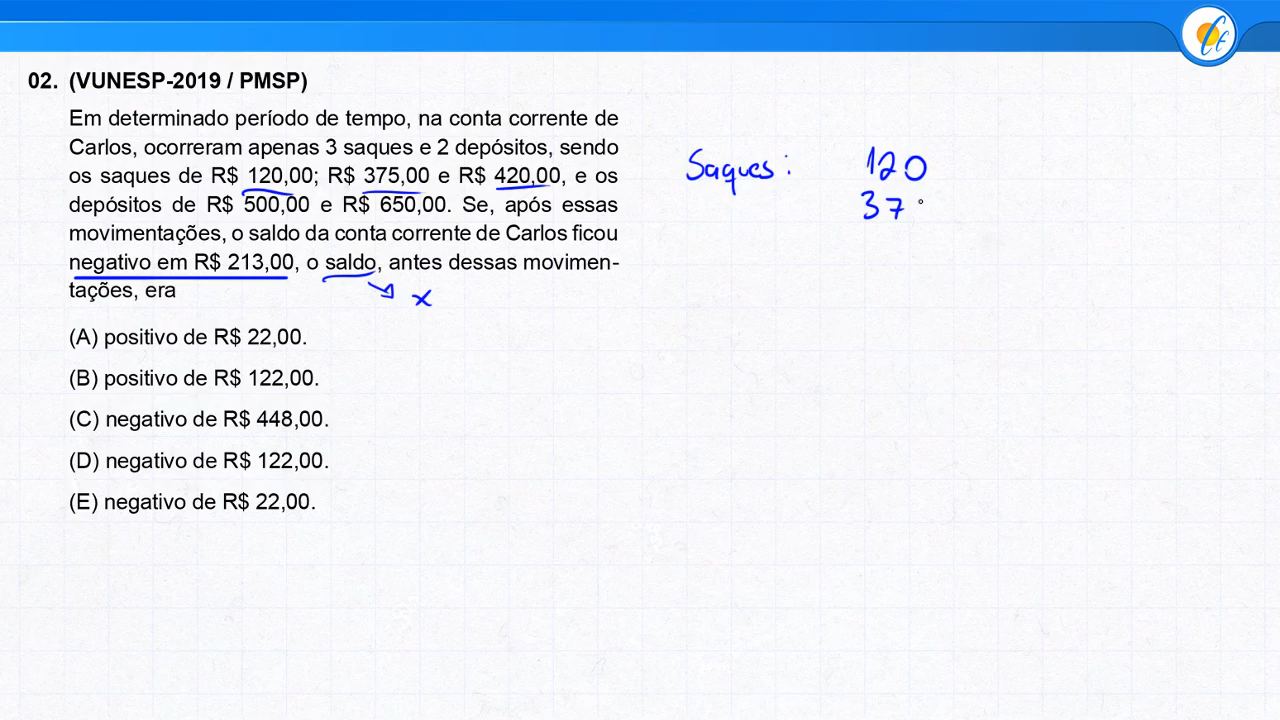 02. (VUNESP-2019 / PMSP)
Em determinado período de tempo, na conta corrente de
Carlos, ocorreram apenas 3 saques e 2 depósitos, sendo
os saques de R$ 120,00; R$ 375,00 e R$ 420,00, e os
depósitos de R$ 500,00 e R$ 650,00. Se, após essas
movimentações, o saldo da conta corrente de Carlos ficou
negativo em R$ 213,00, o saldo, antes dessas movimen-
tações, era
x
(A) positivo de R$ 22,00.
(B) positivo de R$ 122,00.
(C) negativo de R$ 448,00.
(D) negativo de R$ 122,00.
(E) negativo de R$ 22,00.
Saques: 120
37